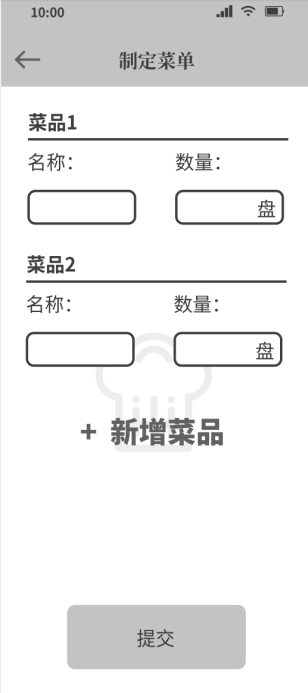 10:00
制定菜单
菜品1
名称： 数量：
盘
菜品2
名称： 数量：
盘
+ 新增菜品
提交